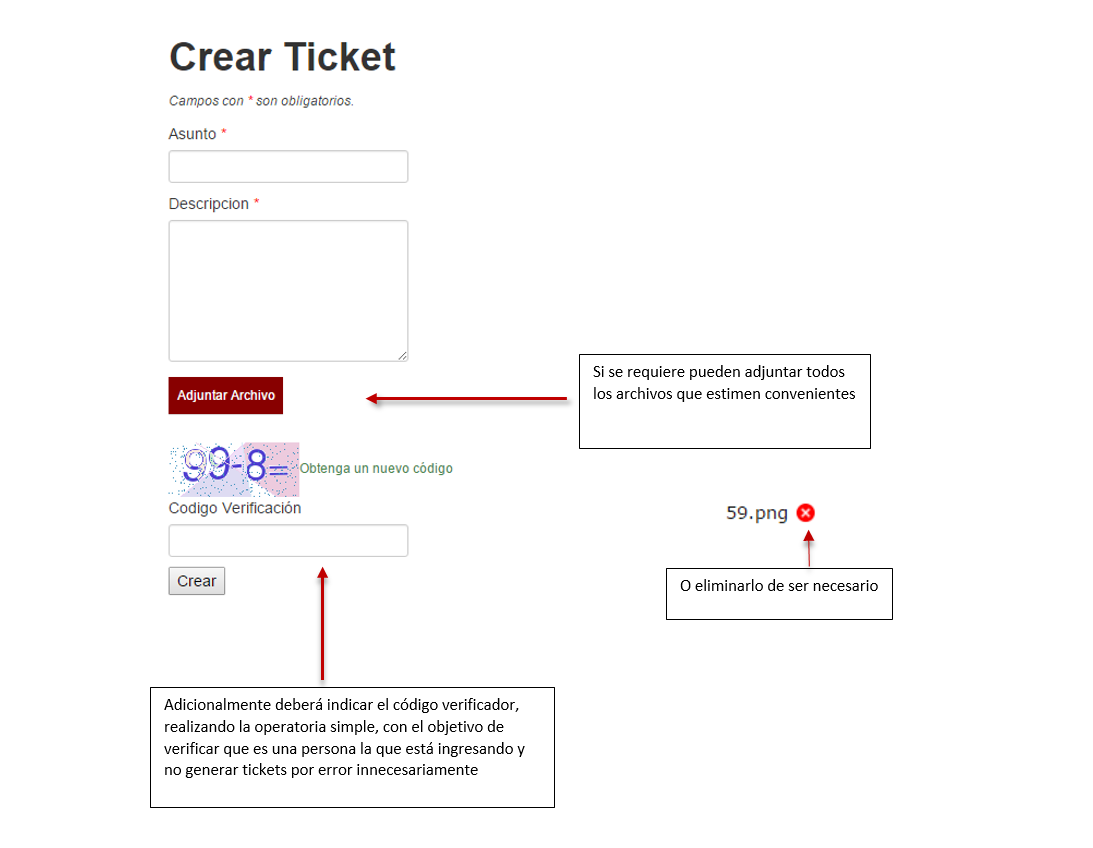 Crear Ticket
Campos con * son obligatorios.
Asunto *
Descripcion *
Adjuntar Archivo
Si se requiere pueden adjuntar todos
los archivos que estimen convenientes
99-8= Obtenga un nuevo código
Codigo Verificación
Crear
59.png
O eliminarlo de ser necesario
Adicionalmente deberá indicar el código verificador,
realizando la operatoria simple, con el objetivo de
verificar que es una persona la que está ingresando y
no generar tickets por error innecesariamente